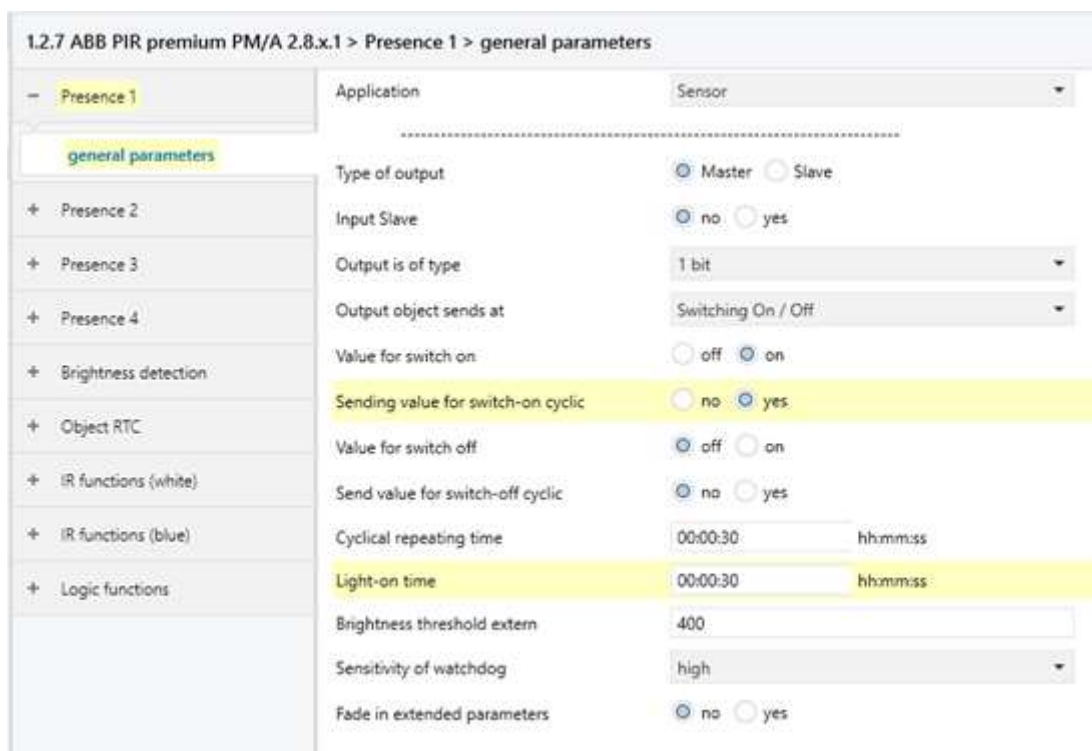 1.2.7 ABB PIR premium PM/A 2.8.x.1 > Presence 1 > general parameters
− Presence 1
general parameters
+ Presence 2
+ Presence 3
+ Presence 4
+ Brightness detection
+ Object RTC
+ IR functions (white)
+ IR functions (blue)
+ Logic functions
Application Sensor
Type of output Master Slave
Input Slave no yes
Output is of type 1 bit
Output object sends at Switching On / Off
Value for switch on off on
Sending value for switch-on cyclic no yes
Value for switch off off on
Send value for switch-off cyclic no yes
Cyclical repeating time 00:00:30 hh:mm:ss
Light-on time 00:00:30 hh:mm:ss
Brightness threshold extern 400
Sensitivity of watchdog high
Fade in extended parameters no yes